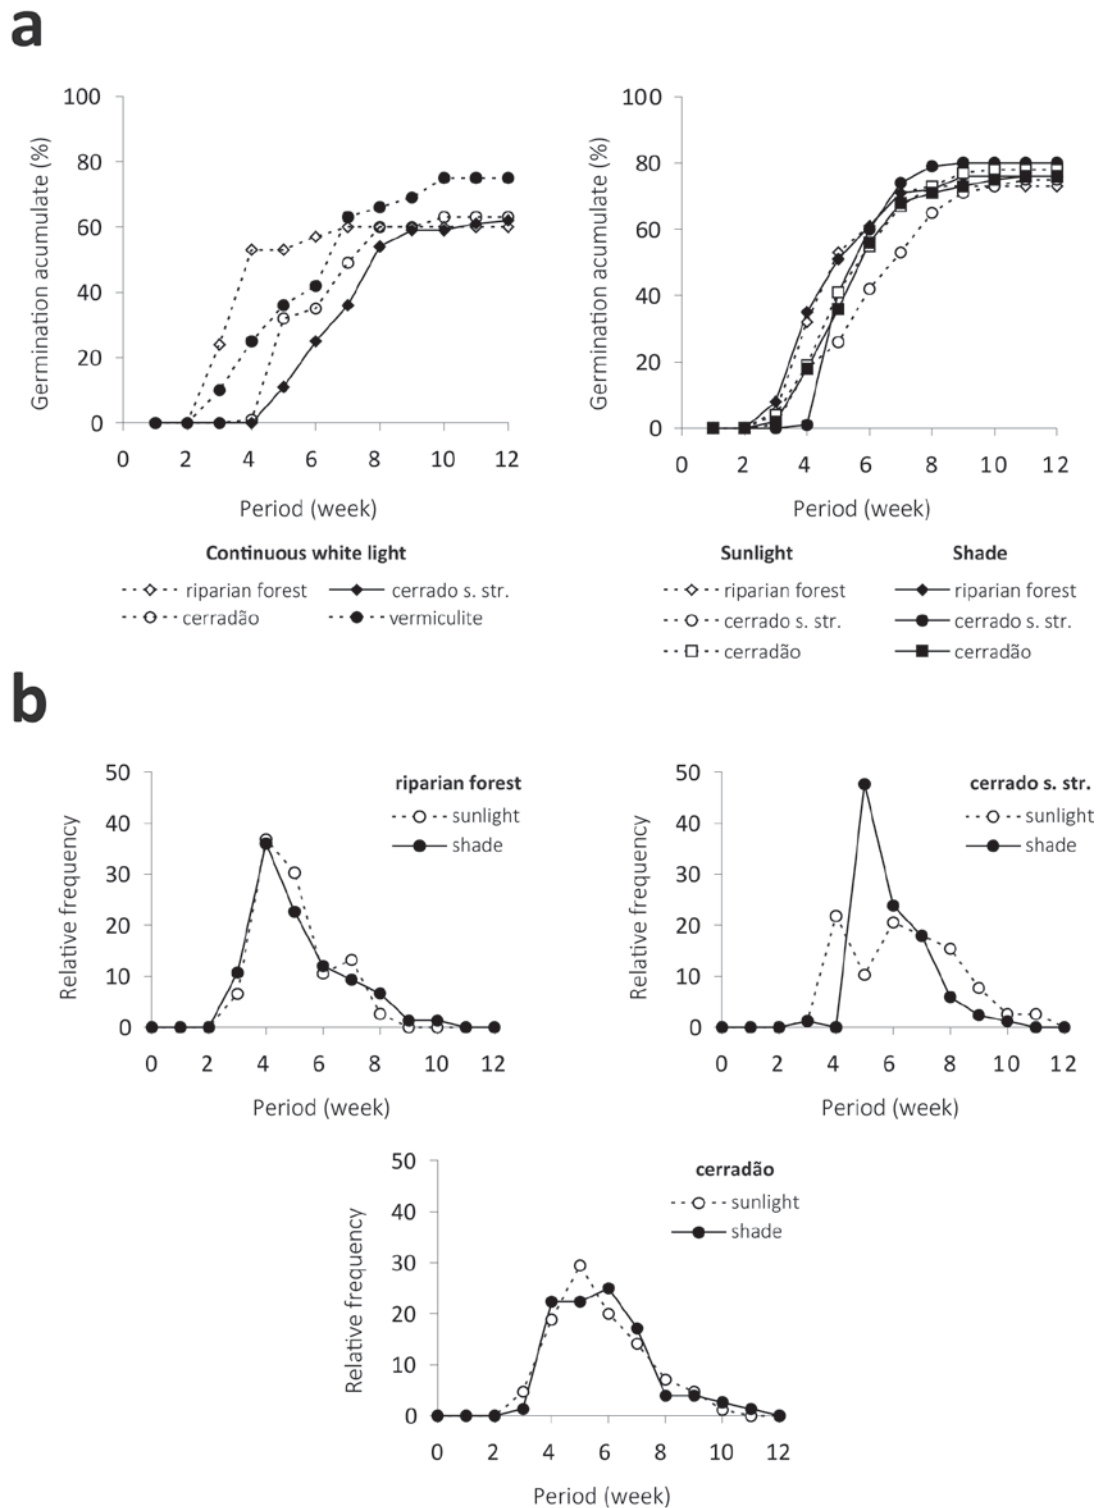 a
100
80
60
40
20
0
Germination acumulate (%)
0 2 4 6 8 10 12
Period (week)
Continuous white light
riparian forest cerrado s. str.
cerradão vermiculite
100
80
60
40
20
0
Germination acumulate (%)
0 2 4 6 8 10 12
Period (week)
Sunlight Shade
riparian forest riparian forest
cerrado s. str. cerrado s. str.
cerradão cerradão
b
50
40
30
20
10
0
Relative frequency
riparian forest
sunlight
shade
0 2 4 6 8 10 12
Period (week)
50
40
30
20
10
0
Relative frequency
cerrado s. str.
sunlight
shade
0 2 4 6 8 10 12
Period (week)
50
40
30
20
10
0
Relative frequency
cerradão
sunlight
shade
0 2 4 6 8 10 12
Period (week)